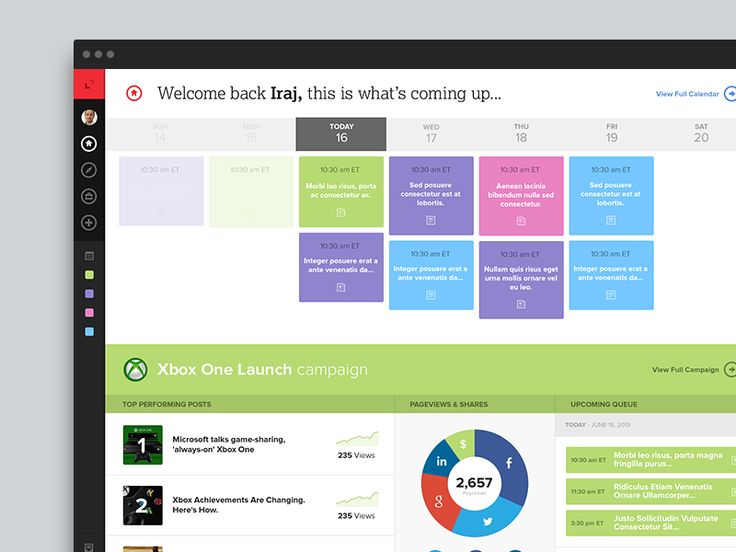 Welcome back Iraj, this is what's coming up...
View Full Calendar
SUN
14
MON
15
TODAY
16
WED
17
THU
18
FRI
19
SAT
20
10:30 am ET
10:30 am ET
10:30 am ET
Morbi leo risus, porta
ac consectetur ac.
10:30 am ET
Sed posuere
consectetur est at
lobortis.
10:30 am ET
Aenean lacinia
bibendum nulla sed
consectetur.
10:30 am ET
Sed posuere
consectetur est at
lobortis.
10:30 am ET
Integer posuere erat a
ante venenatis da...
10:30 am ET
Integer posuere erat a
ante venenatis da...
10:30 am ET
Nullam quis risus eget
urna mollis ornare vel
eu leo.
10:30 am ET
Integer posuere erat a
ante venenatis da...
Xbox One Launch campaign
View Full Campaign
TOP PERFORMING POSTS
PAGEVIEWS & SHARES
UPCOMING QUEUE
TODAY - JUNE 16, 2013
XBOX ONE
1
Microsoft talks game-sharing,
'always-on' Xbox One
235 Views
2
Xbox Achievements Are Changing.
Here's How.
235 Views
$
in
f
g
2,657
Pageviews
10:30 am ET
Morbi leo risus, porta magna
fringilla purus...
11:30 am ET
Ridiculus Etiam Venenatis
Ornare Ullamcorper...
3:30 pm ET
Justo Sollicitudin Vulputate
Consectetur Sit...